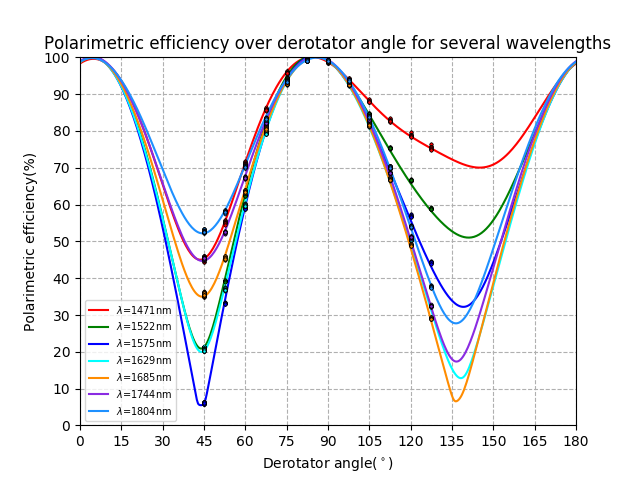 Polarimetric efficiency over derotator angle for several wavelengths
Polarimetric efficiency(%)
100
90
80
70
60
50
40
30
20
10
0
λ=1471nm
λ=1522nm
λ=1575nm
λ=1629nm
λ=1685nm
λ=1744nm
λ=1804nm
0 15 30 45 60 75 90 105 120 135 150 165 180
Derotator angle(°)